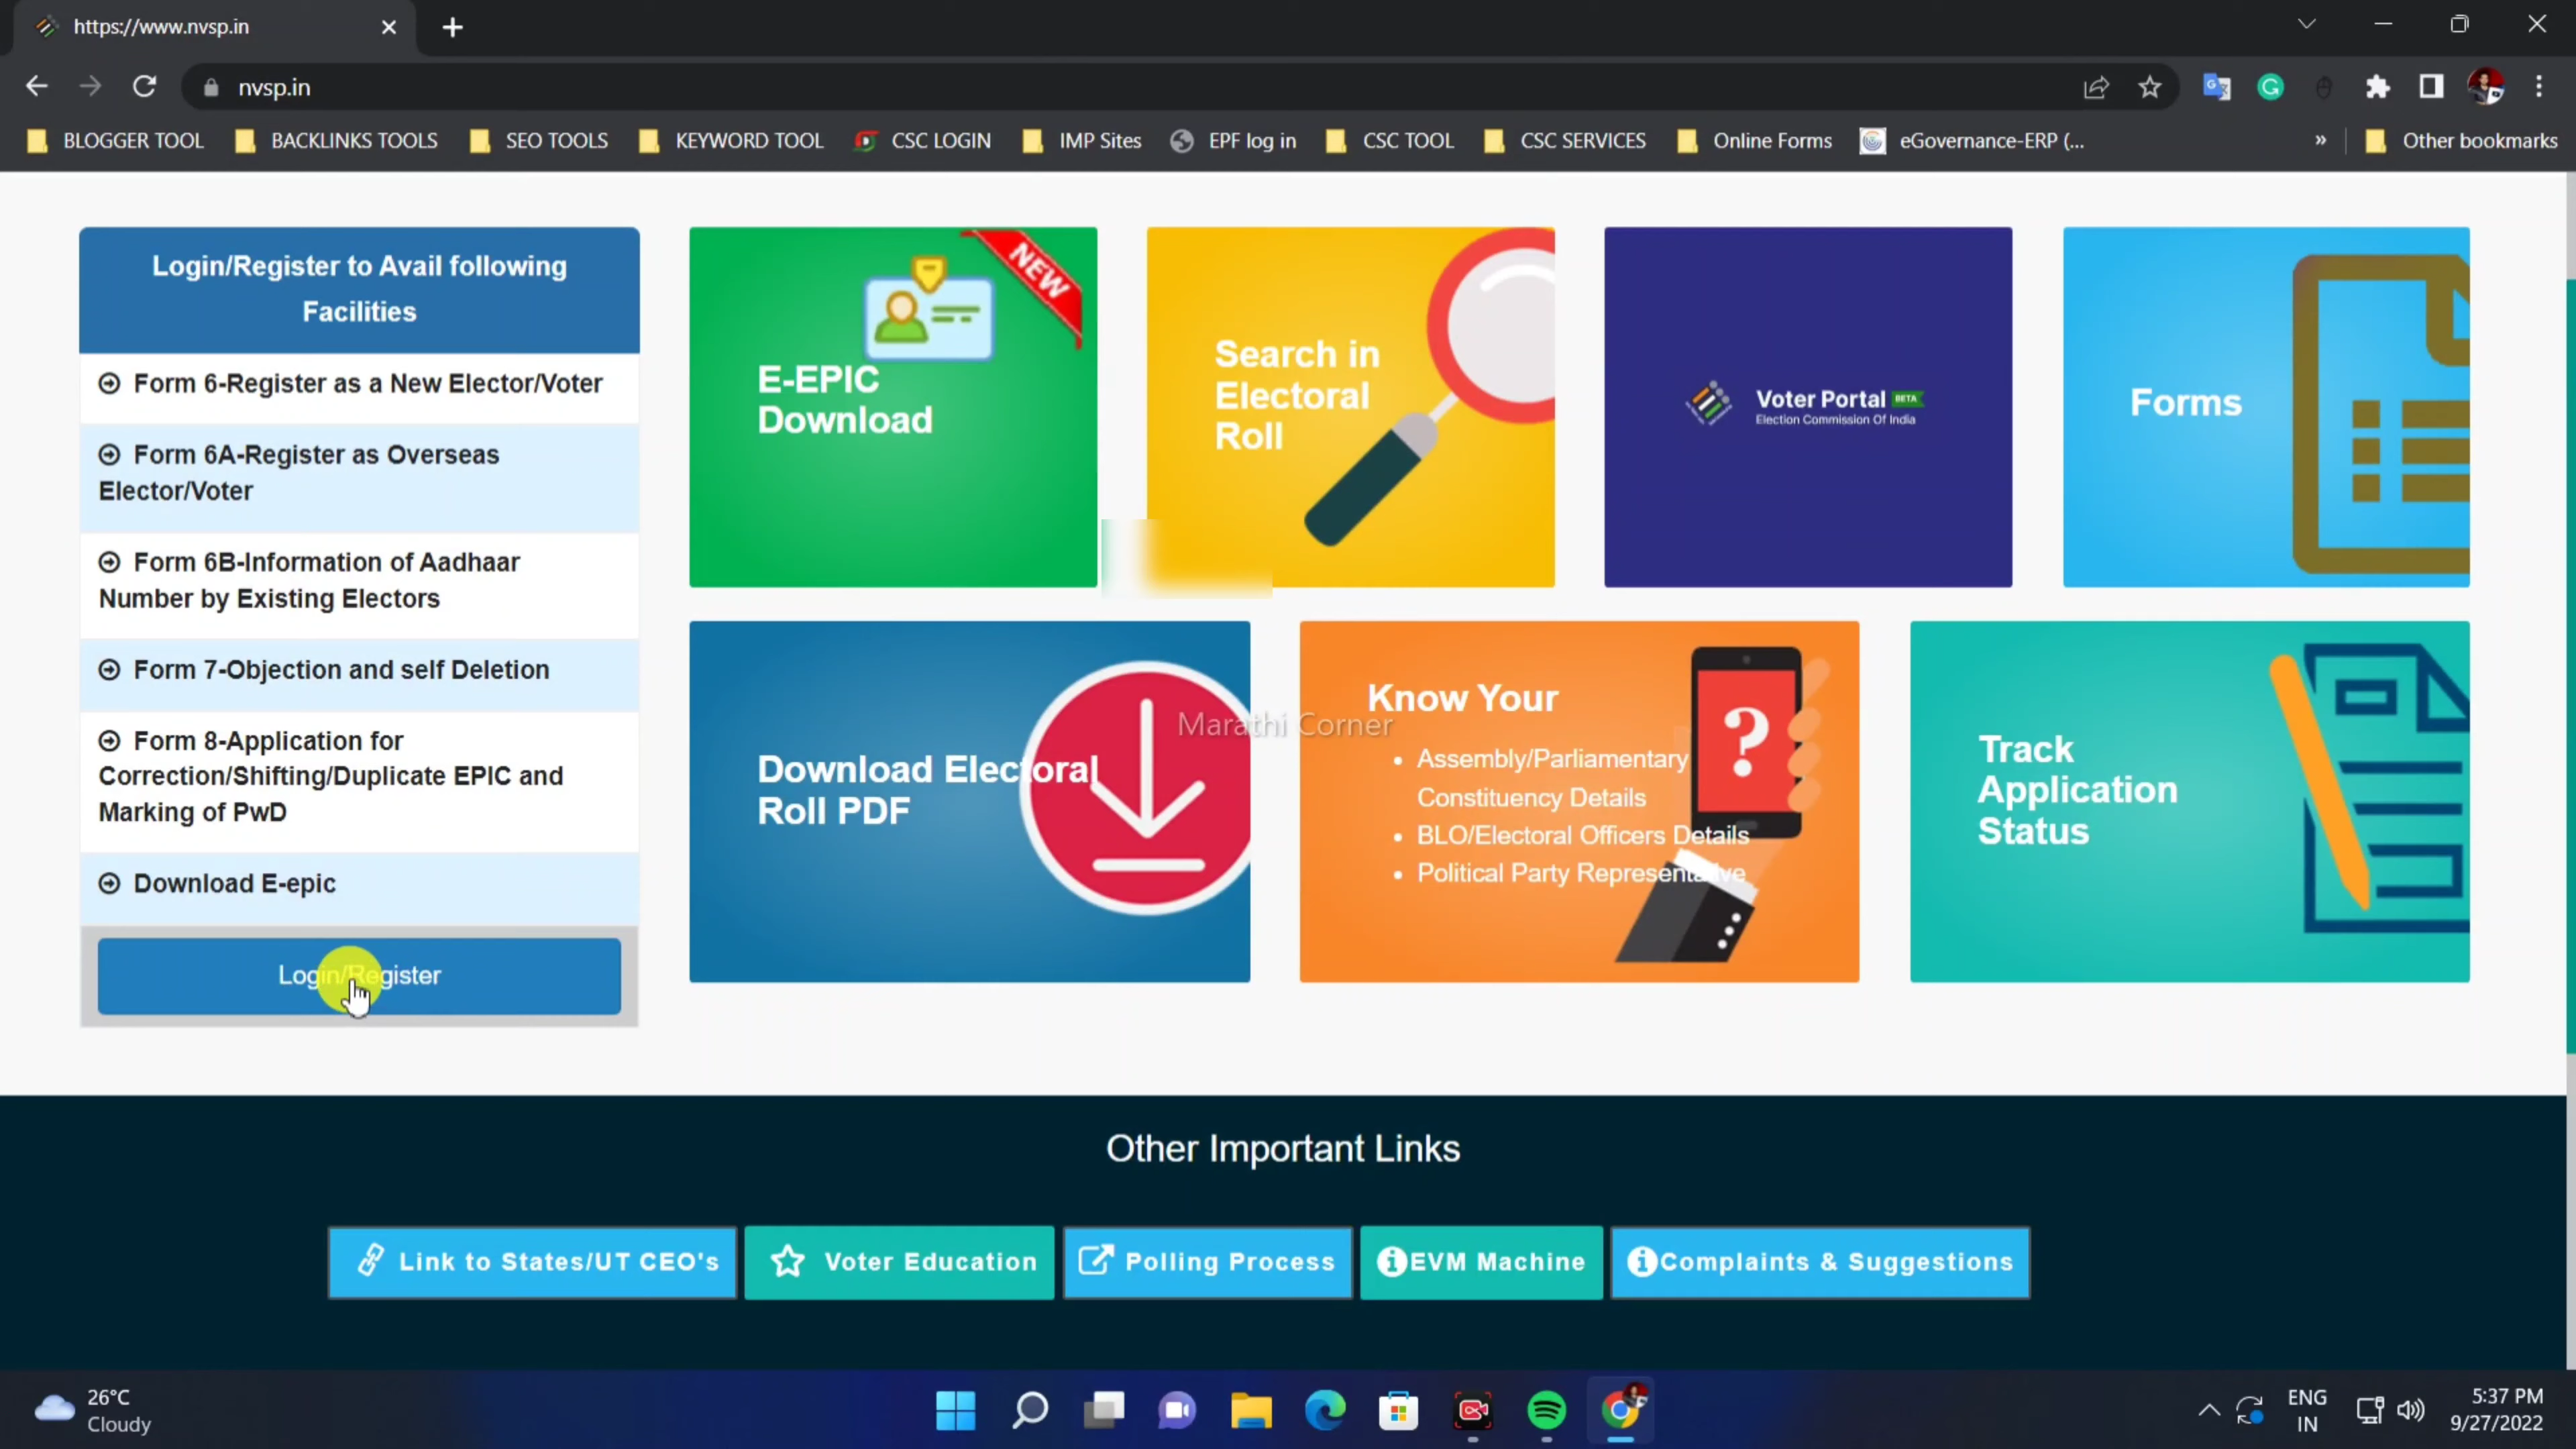 https://www.nvsp.in
nvsp.in
BLOGGER TOOL BACKLINKS TOOLS SEO TOOLS KEYWORD TOOL CSC LOGIN IMP Sites EPF log in CSC TOOL CSC SERVICES Online Forms eGovernance-ERP (... » Other bookmarks
Login/Register to Avail following
Facilities
Form 6-Register as a New Elector/Voter
Form 6A-Register as Overseas
Elector/Voter
Form 6B-Information of Aadhaar
Number by Existing Electors
Form 7-Objection and self Deletion
Form 8-Application for
Correction/Shifting/Duplicate EPIC and
Marking of PwD
Download E-epic
Login/Register
NEW
E-EPIC
Download
Search in
Electoral
Roll
Voter Portal BETA
Election Commission Of India
Forms
Download Electoral
Roll PDF
Marathi Corner
Know Your
• Assembly/Parliamentary
Constituency Details
• BLO/Electoral Officers Details
• Political Party Representative
?
Track
Application
Status
Other Important Links
Link to States/UT CEO's
Voter Education
Polling Process
EVM Machine
Complaints & Suggestions
26°C
Cloudy
ENG
IN
5:37 PM
9/27/2022